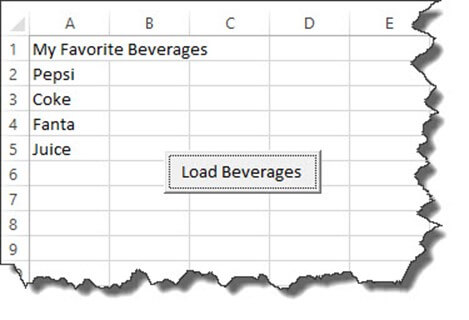 A B C D E
1 My Favorite Beverages
2 Pepsi
3 Coke
4 Fanta
5 Juice
Load Beverages
6
7
8
9